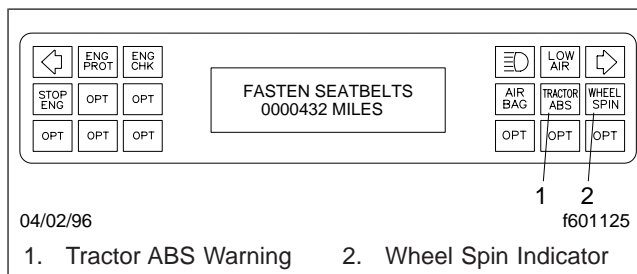 ENG PROT
ENG CHK
STOP ENG
OPT
OPT
OPT
OPT
OPT
FASTEN SEATBELTS
0000432 MILES
LOW AIR
AIR BAG
TRACTOR ABS
WHEEL SPIN
OPT
OPT
OPT
1 2
04/02/96 f601125
1. Tractor ABS Warning 2. Wheel Spin Indicator